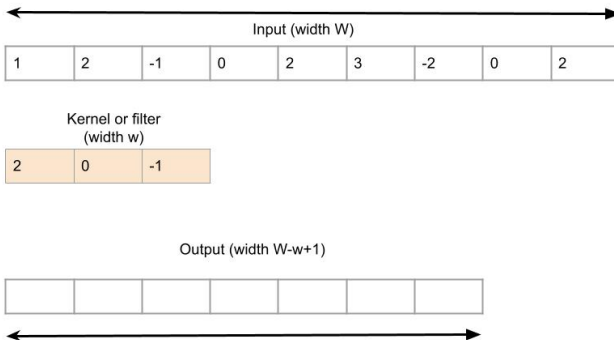 Input (width W)
1 2 -1 0 2 3 -2 0 2
Kernel or filter
(width w)
2 0 -1
Output (width W-w+1)